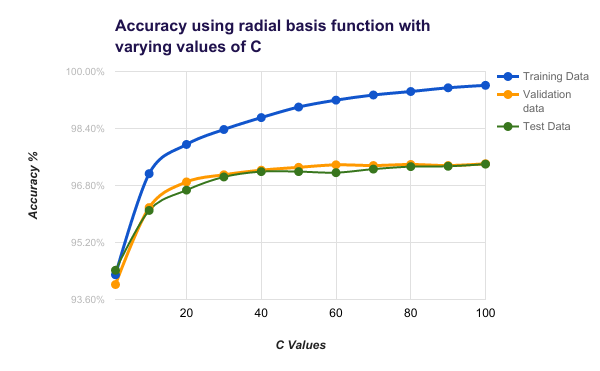 Accuracy using radial basis function with
varying values of C
100.00%
98.40%
96.80%
95.20%
93.60%
Accuracy %
20 40 60 80 100
C Values
Training Data
Validation
data
Test Data